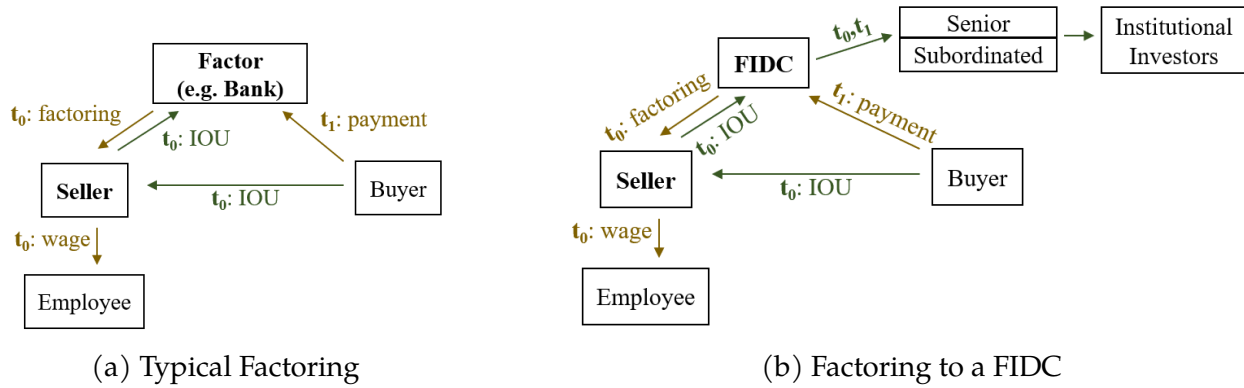 Factor
(e.g. Bank)
t0: factoring
t0: IOU
t1: payment
Seller
t0: IOU
Buyer
t0: wage
Employee
(a) Typical Factoring
t0,t1
Senior
Subordinated
Institutional
Investors
FIDC
t0: factoring
t0: IOU
t1: payment
Seller
t0: IOU
Buyer
t0: wage
Employee
(b) Factoring to a FIDC